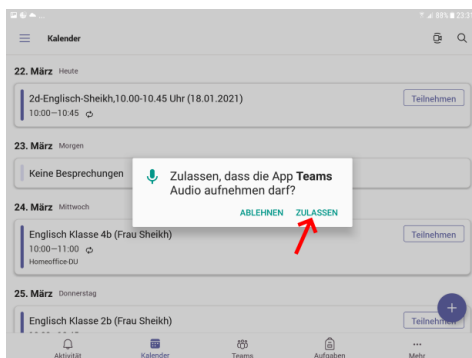 Kalender
22. März Heute
2d-Englisch-Sheikh,10.00-10.45 Uhr (18.01.2021)
Teilnehmen
10:00–10:45
23. März Morgen
Keine Besprechungen
Zulassen, dass die App Teams
Audio aufnehmen darf?
ABLEHNEN ZULASSEN
24. März Mittwoch
Englisch Klasse 4b (Frau Sheikh)
Teilnehmen
10:00–11:00
Homeoffice-DU
25. März Donnerstag
Englisch Klasse 2b (Frau Sheikh)
Aktivität Kalender Teams Aufgaben Mehr